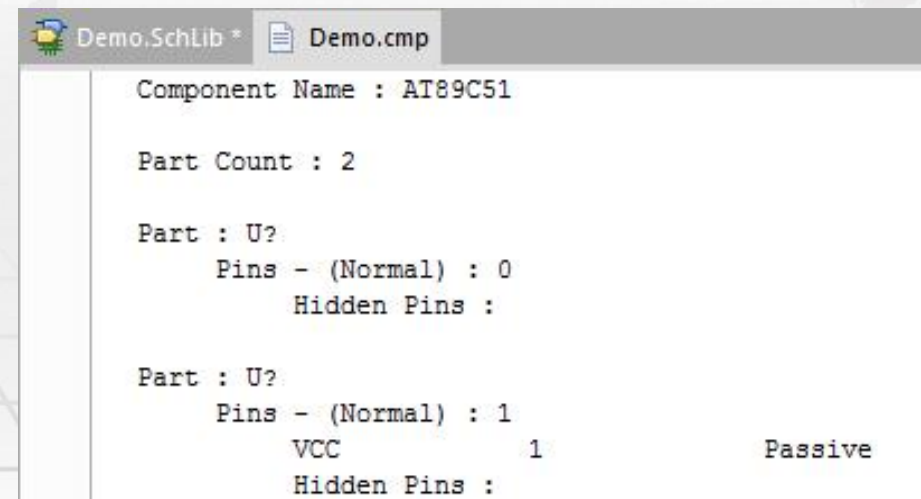 Demo.SchLib * Demo.cmp
Component Name : AT89C51
Part Count : 2
Part : U?
Pins - (Normal) : 0
Hidden Pins :
Part : U?
Pins - (Normal) : 1
VCC 1 Passive
Hidden Pins :